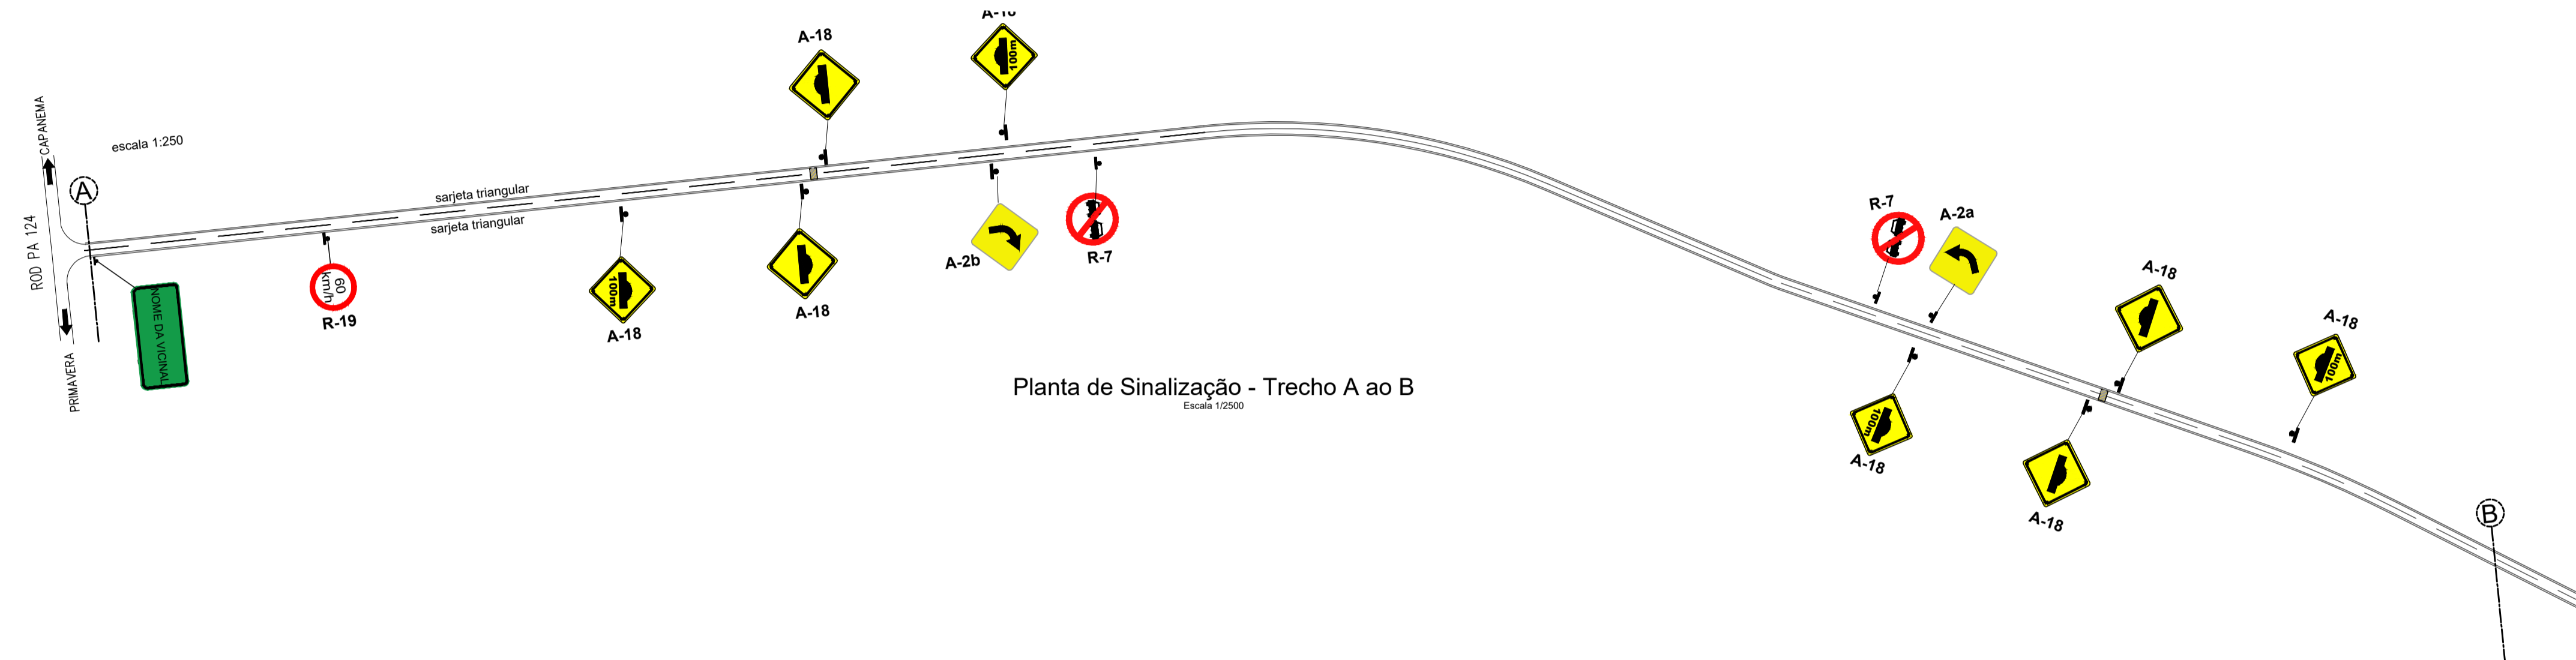 CAPANEMA
ROD PA 124
PRIMAVERA
A
escala 1:250
NOME DA VICINAL
sarjeta triangular
sarjeta triangular
60
km/h
R-19
100m
A-18
A-18
A-18
A-18
100m
A-2b
R-7
Planta de Sinalização - Trecho A ao B
Escala 1/2500
R-7
A-2a
100m
A-18
A-18
A-18
A-18
100m
B